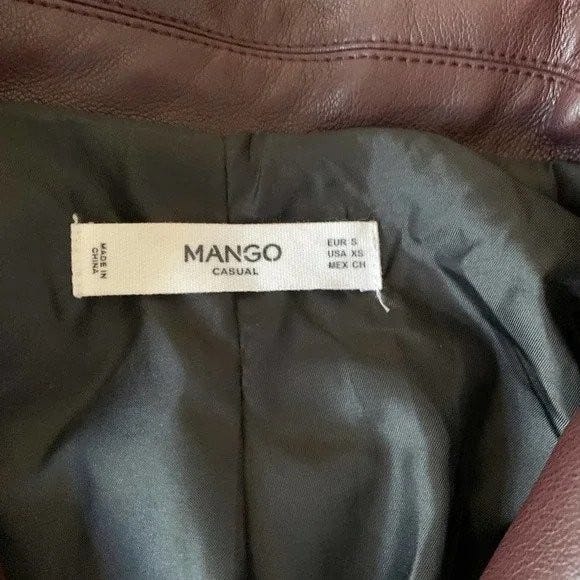 MADE IN
CHINA
MANGO
CASUAL
EUR S
USA XS
MEX CH